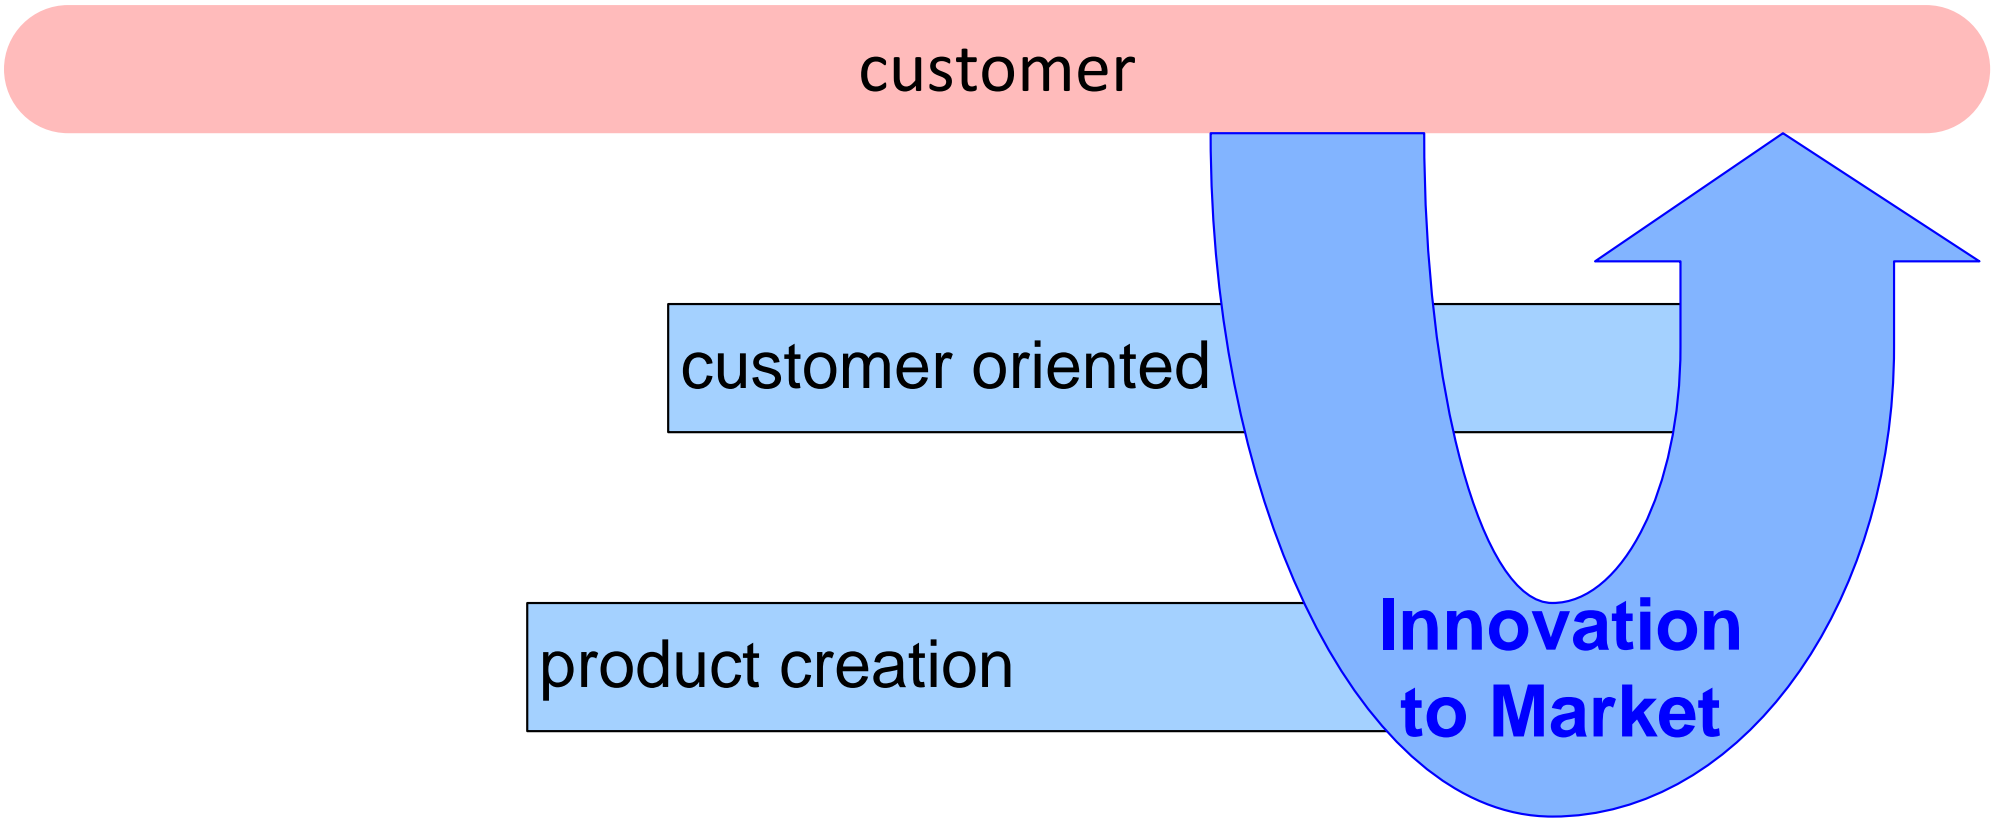 customer
customer oriented
product creation
Innovation
to Market